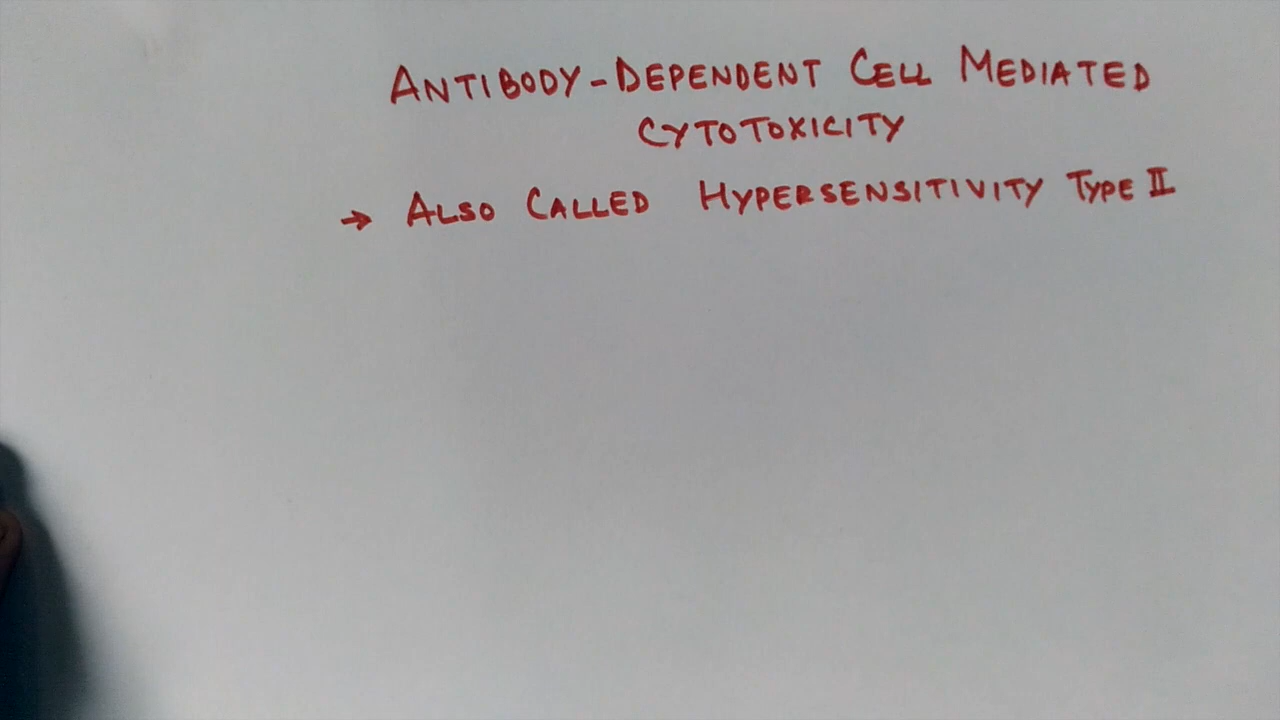 ANTIBODY-DEPENDENT CELL MEDIATED
CYTOTOXICITY
→ ALSO CALLED HYPERSENSITIVITY TYPE II